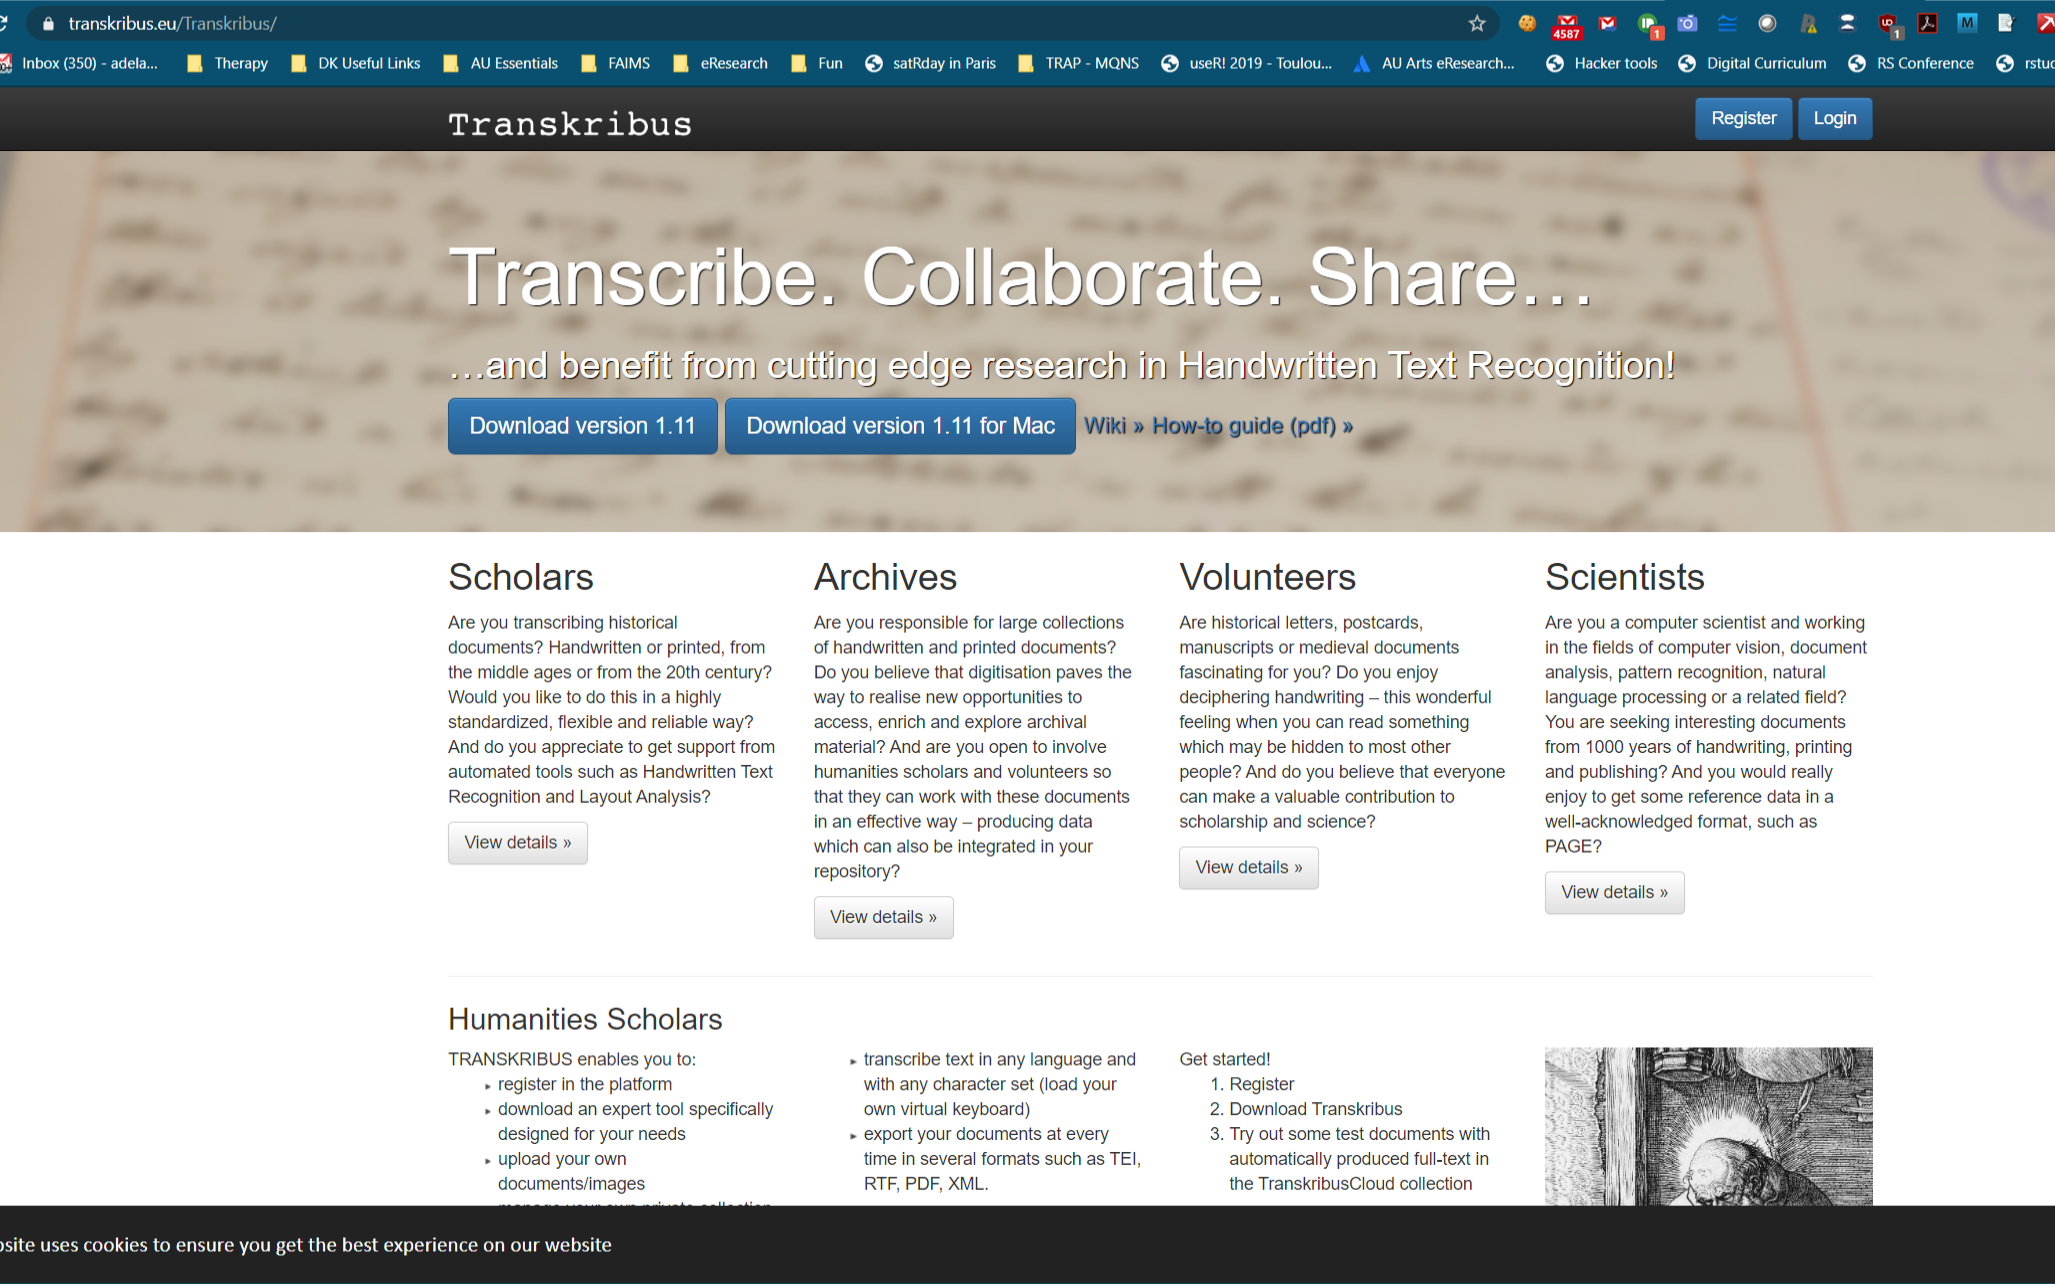 transkribus.eu/Transkribus/
4587
1
1
Inbox (350) - adela... Therapy DK Useful Links AU Essentials FAIMS eResearch Fun satRday in Paris TRAP - MQNS useR! 2019 - Toulou... AU Arts eResearch... Hacker tools Digital Curriculum RS Conference rstud
Transkribus Register Login
Transcribe. Collaborate. Share...
...and benefit from cutting edge research in Handwritten Text Recognition!
Download version 1.11 Download version 1.11 for Mac Wiki » How-to guide (pdf) »
Scholars
Are you transcribing historical
documents? Handwritten or printed, from
the middle ages or from the 20th century?
Would you like to do this in a highly
standardized, flexible and reliable way?
And do you appreciate to get support from
automated tools such as Handwritten Text
Recognition and Layout Analysis?
View details »
Archives
Are you responsible for large collections
of handwritten and printed documents?
Do you believe that digitisation paves the
way to realise new opportunities to
access, enrich and explore archival
material? And are you open to involve
humanities scholars and volunteers so
that they can work with these documents
in an effective way – producing data
which can also be integrated in your
repository?
View details »
Volunteers
Are historical letters, postcards,
manuscripts or medieval documents
fascinating for you? Do you enjoy
deciphering handwriting – this wonderful
feeling when you can read something
which may be hidden to most other
people? And do you believe that everyone
can make a valuable contribution to
scholarship and science?
View details »
Scientists
Are you a computer scientist and working
in the fields of computer vision, document
analysis, pattern recognition, natural
language processing or a related field?
You are seeking interesting documents
from 1000 years of handwriting, printing
and publishing? And you would really
enjoy to get some reference data in a
well-acknowledged format, such as
PAGE?
View details »
Humanities Scholars
TRANSKRIBUS enables you to:
register in the platform
download an expert tool specifically
designed for your needs
upload your own
documents/images
manage your own private collection
transcribe text in any language and
with any character set (load your
own virtual keyboard)
export your documents at every
time in several formats such as TEI,
RTF, PDF, XML.
Get started!
1. Register
2. Download Transkribus
3. Try out some test documents with
automatically produced full-text in
the TranskribusCloud collection
site uses cookies to ensure you get the best experience on our website